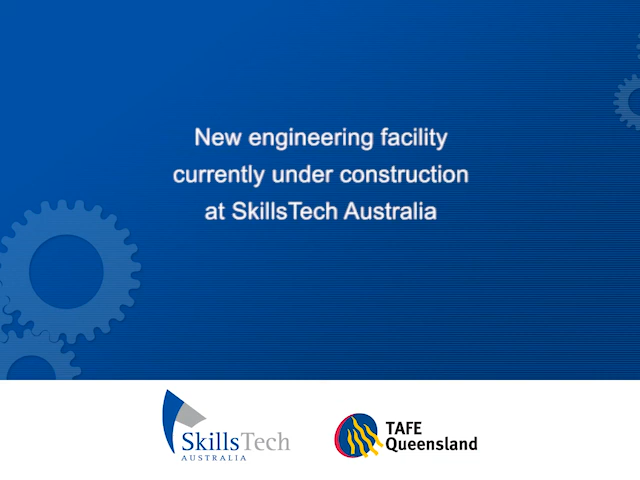 New engineering facility
currently under construction
at SkillsTech Australia
SkillsTech
AUSTRALIA
TAFE
Queensland